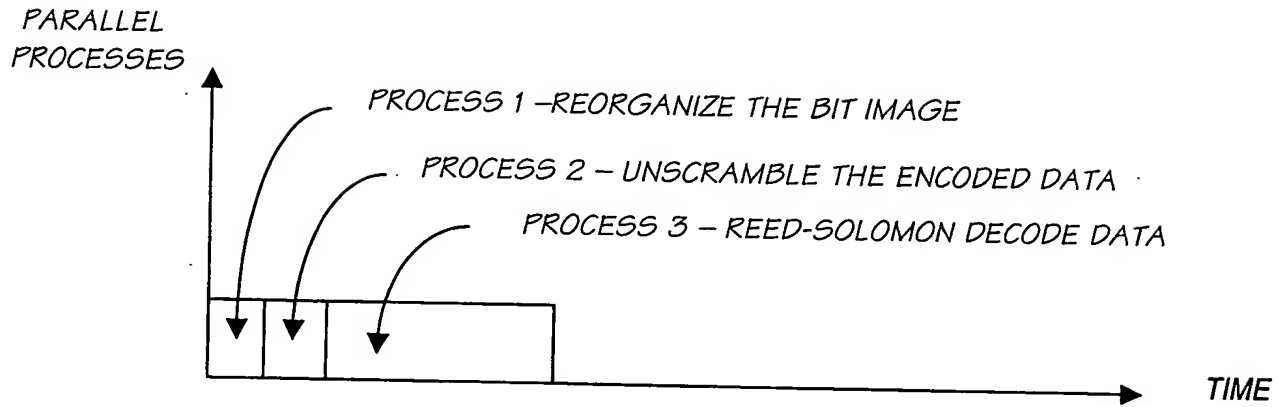 PARALLEL
PROCESSES
PROCESS 1 –REORGANIZE THE BIT IMAGE
PROCESS 2 – UNSCRAMBLE THE ENCODED DATA
PROCESS 3 – REED-SOLOMON DECODE DATA
TIME